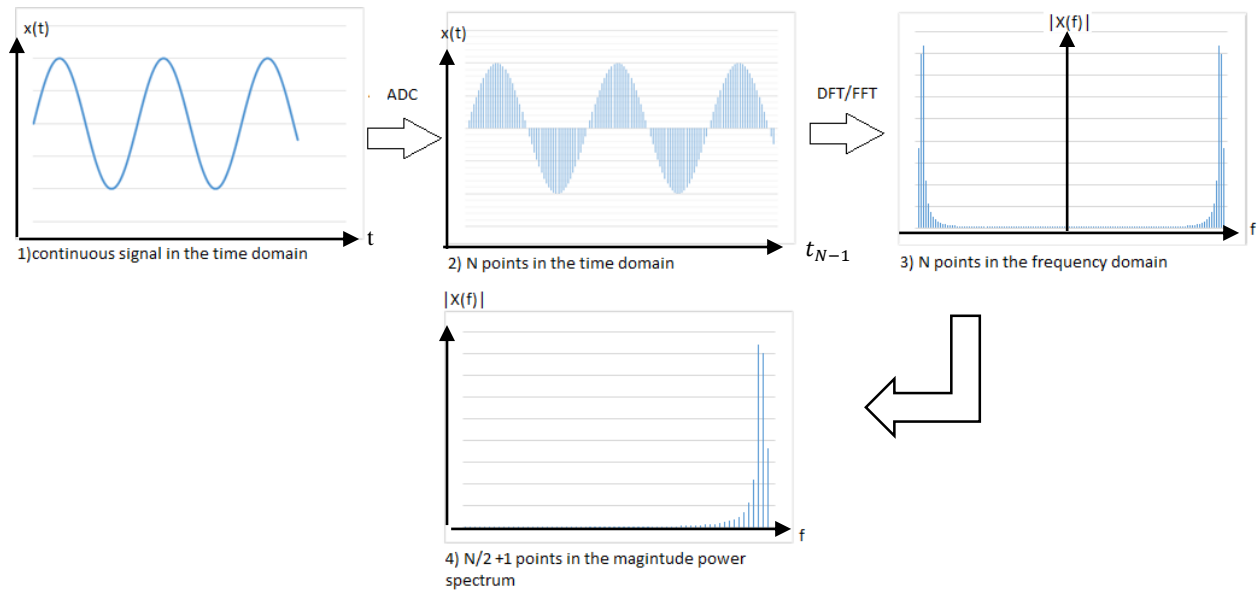 x(t)
t
1)continuous signal in the time domain
ADC
x(t)
t_{N-1}
2) N points in the time domain
DFT/FFT
|X(f)|
f
3) N points in the frequency domain
|X(f)|
f
4) N/2 +1 points in the magintude power
spectrum